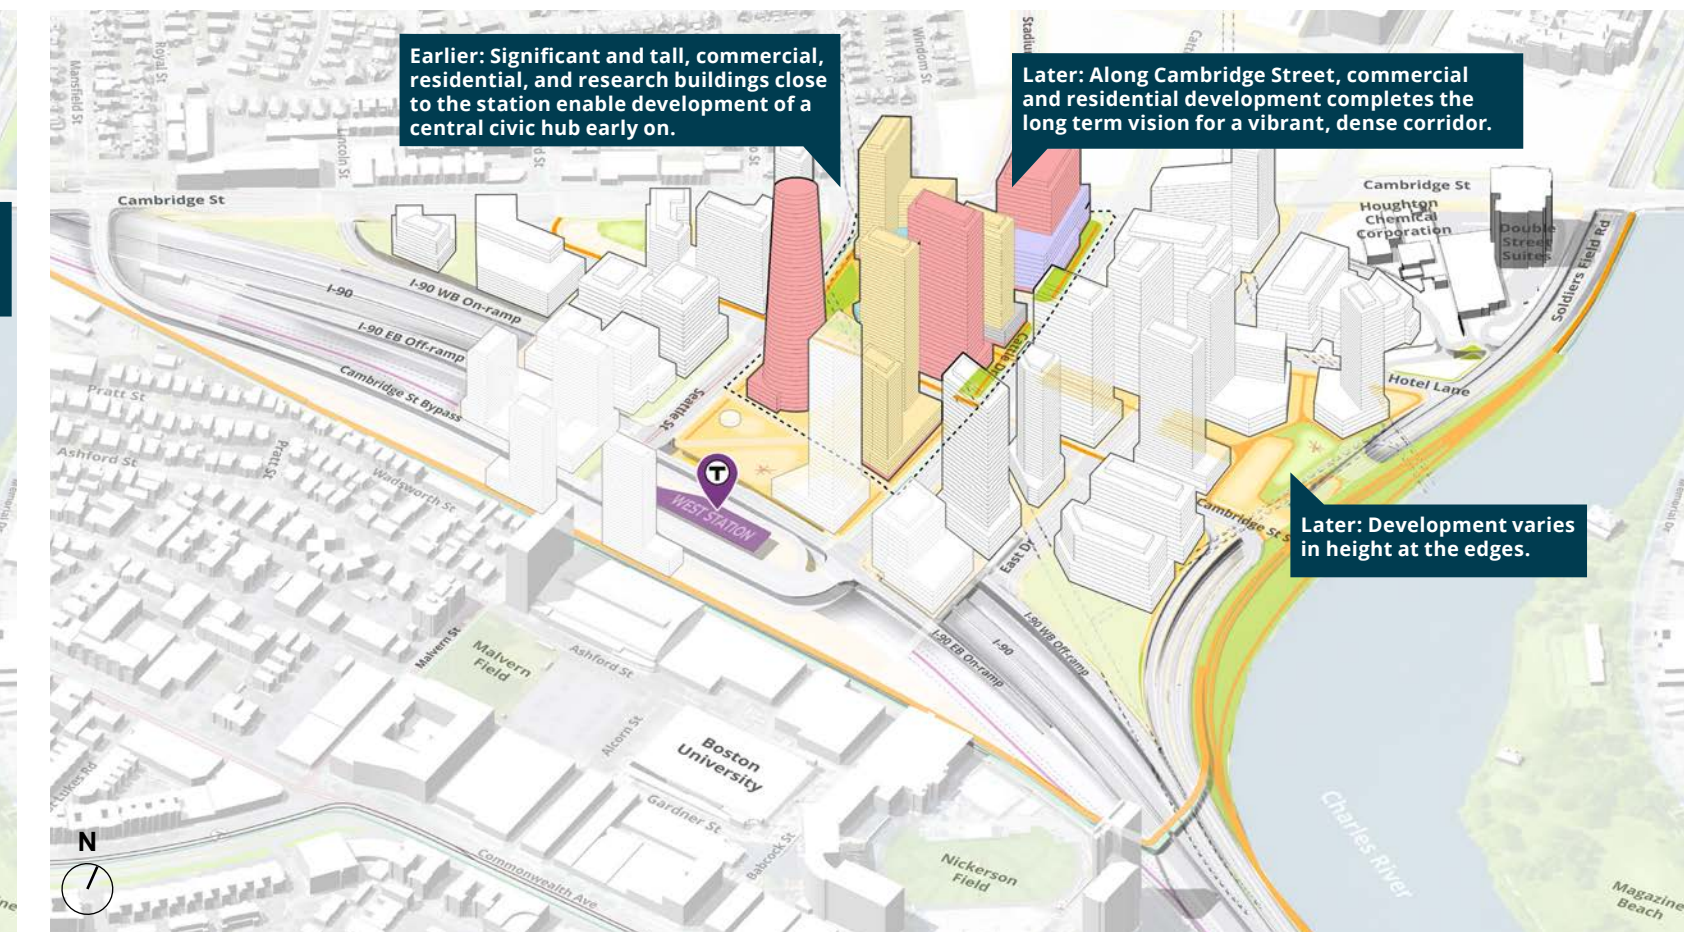 Earlier: Significant and tall, commercial,
residential, and research buildings close
to the station enable development of a
central civic hub early on.
Later: Along Cambridge Street, commercial
and residential development completes the
long term vision for a vibrant, dense corridor.
Mansfield St
Royal St
Lincoln St
Windom St
Cambridge St
Cambridge St
Houghton
Chemical
Corporation
Double
Street
Suites
Soldiers Field Rd
I-90
I-90 WB On-ramp
I-90 EB Off-ramp
Cambridge St Bypass
Seattle St
Cattle Dr
Hotel Lane
Pratt St
Pratt St
Ashford St
Wadsworth St
T
WEST STATION
East Dr
Later: Development varies
in height at the edges.
I-90 EB On-ramp
I-90
I-90 WB Off-ramp
Malvern St
Malvern
Field
Ashford St
Alcorn St
Boston
University
Gardner St
Babcock St
Commonwealth Ave
Nickerson
Field
Charles River
Magazine
Beach
N